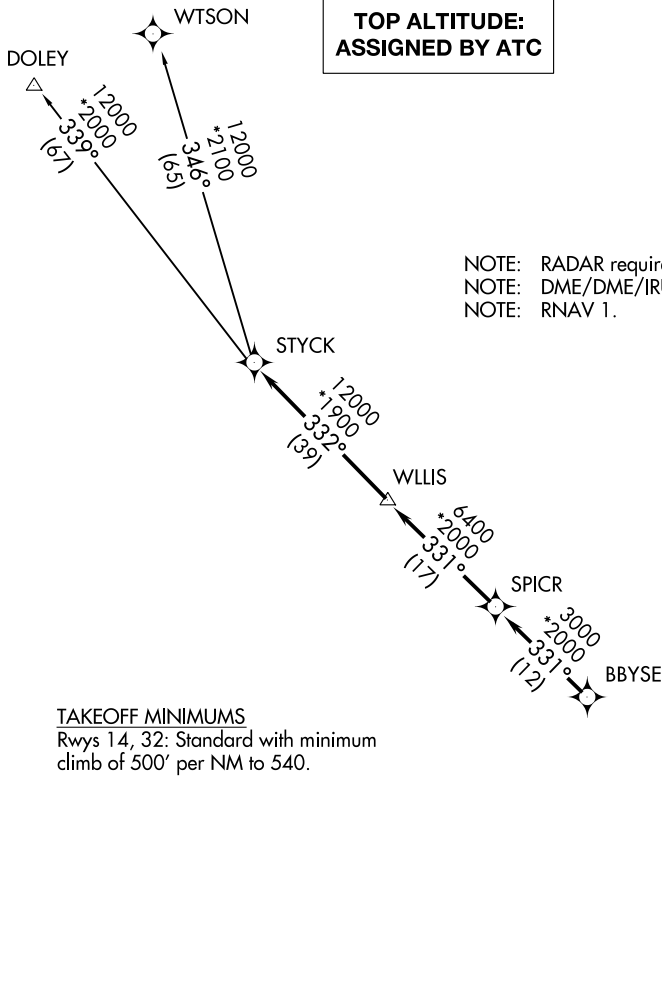 WTSON
TOP ALTITUDE:
ASSIGNED BY ATC
DOLEY
12000
*2000
339°
(67)
12000
*2100
346°
(65)
NOTE: RADAR require
NOTE: DME/DME/IRU
NOTE: RNAV 1.
STYCK
12000
*1900
332°
(39)
WLLIS
6400
*2000
331°
(17)
SPICR
3000
*2000
331°
(12)
BBYSE
TAKEOFF MINIMUMS
Rwys 14, 32: Standard with minimum
climb of 500' per NM to 540.